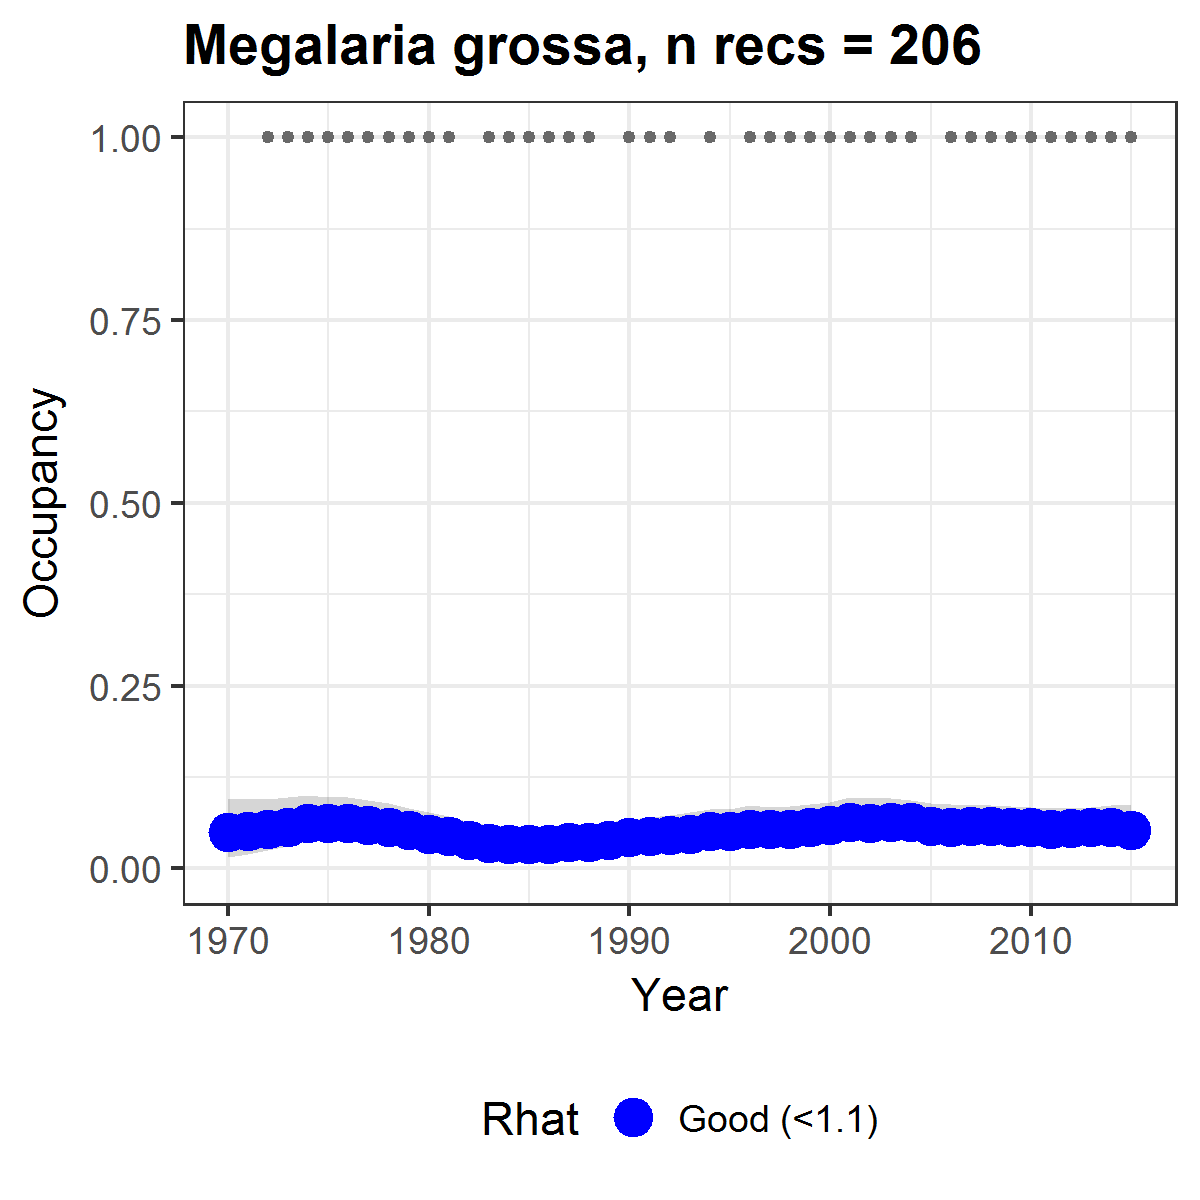 Megalaria grossa, n recs = 206
1.00
0.75
0.50
0.25
0.00
Occupancy
1970 1980 1990 2000 2010
Year
Rhat Good (<1.1)